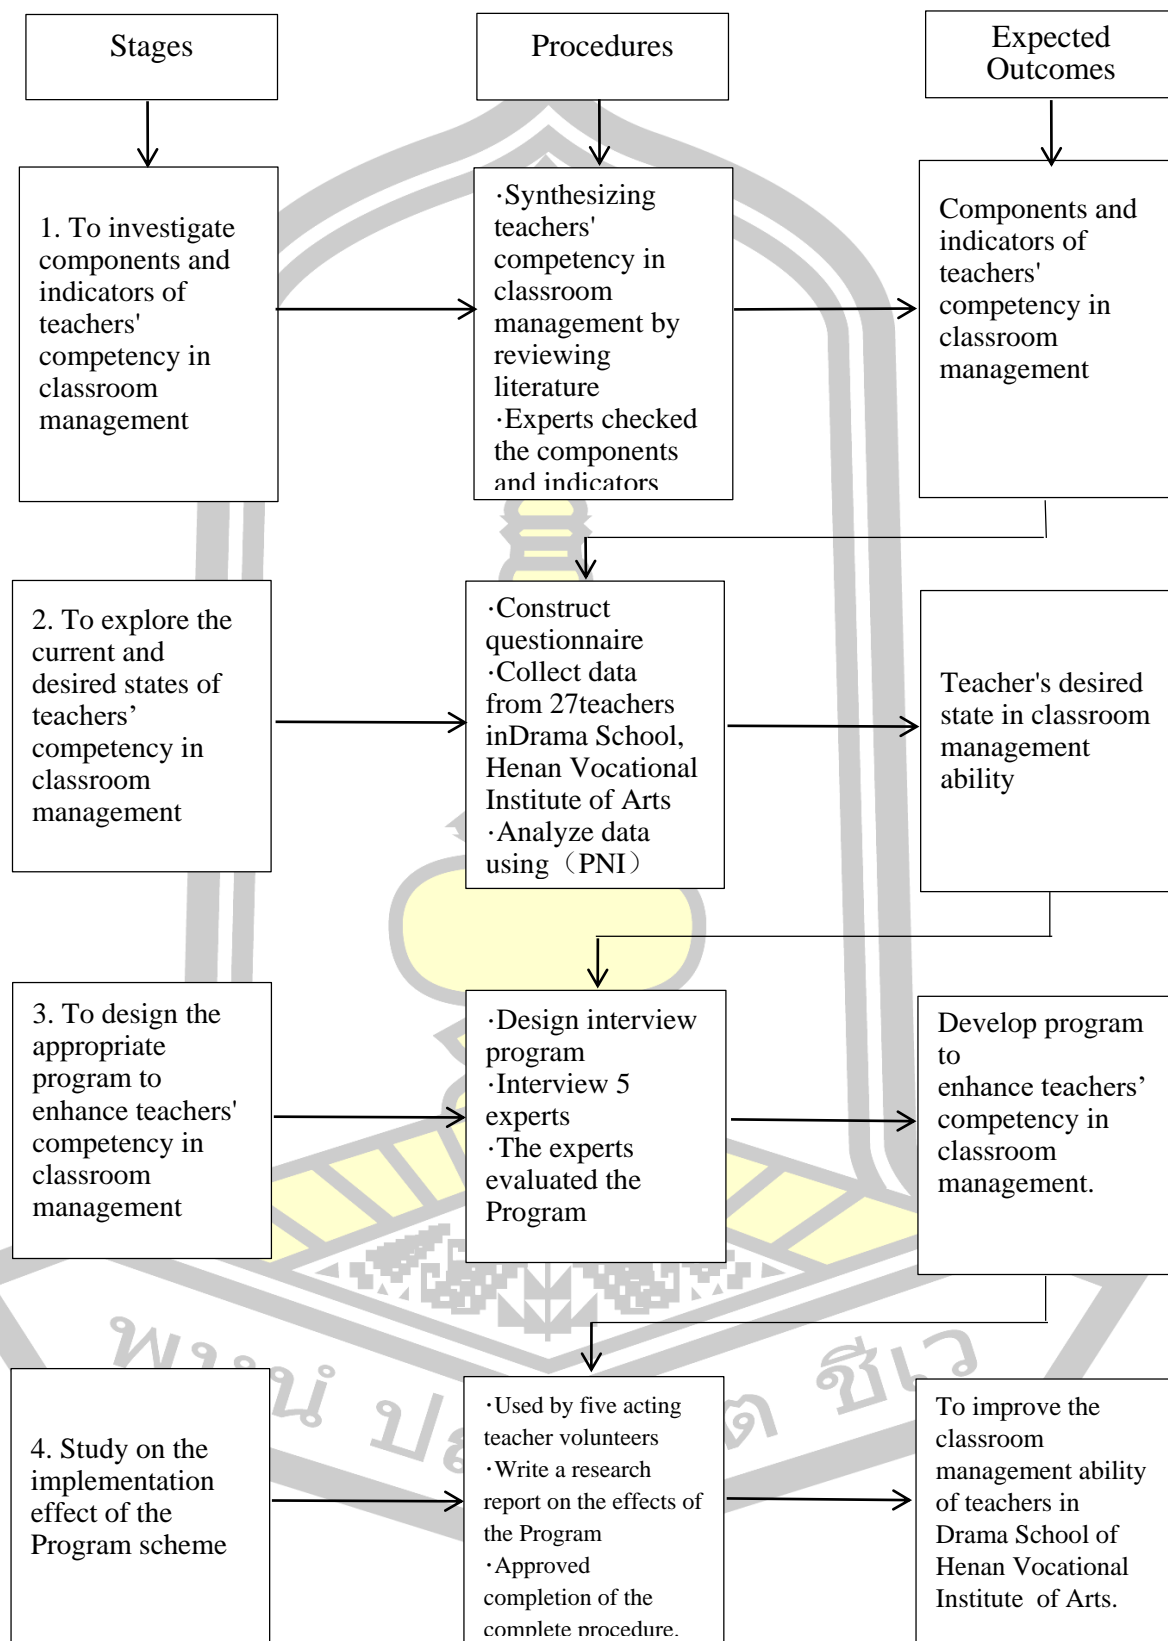 Stages
Procedures
Expected
Outcomes
1. To investigate
components and
indicators of
teachers'
competency in
classroom
management
·Synthesizing
teachers'
competency in
classroom
management by
reviewing
literature
·Experts checked
the components
and indicators
Components and
indicators of
teachers'
competency in
classroom
management
2. To explore the
current and
desired states of
teachers’
competency in
classroom
management
·Construct
questionnaire
·Collect data
from 27teachers
inDrama School,
Henan Vocational
Institute of Arts
·Analyze data
using（PNI）
Teacher's desired
state in classroom
management
ability
3. To design the
appropriate
program to
enhance teachers'
competency in
classroom
management
·Design interview
program
·Interview 5
experts
·The experts
evaluated the
Program
Develop program
to
enhance teachers’
competency in
classroom
management.
4. Study on the
implementation
effect of the
Program scheme
·Used by five acting
teacher volunteers
·Write a research
report on the effects of
the Program
·Approved
completion of the
complete procedure.
To improve the
classroom
management ability
of teachers in
Drama School of
Henan Vocational
Institute of Arts.
ชีเว